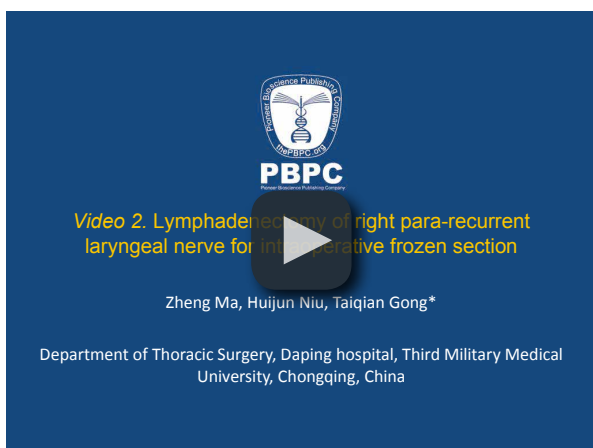 Pioneer Bioscience Publishing Company
thePBPC.org
PBPC
Pioneer Bioscience Publishing Company
Video 2. Lymphadenectomy of right para-recurrent
laryngeal nerve for intraoperative frozen section
Zheng Ma, Huijun Niu, Taiqian Gong*
Department of Thoracic Surgery, Daping hospital, Third Military Medical
University, Chongqing, China